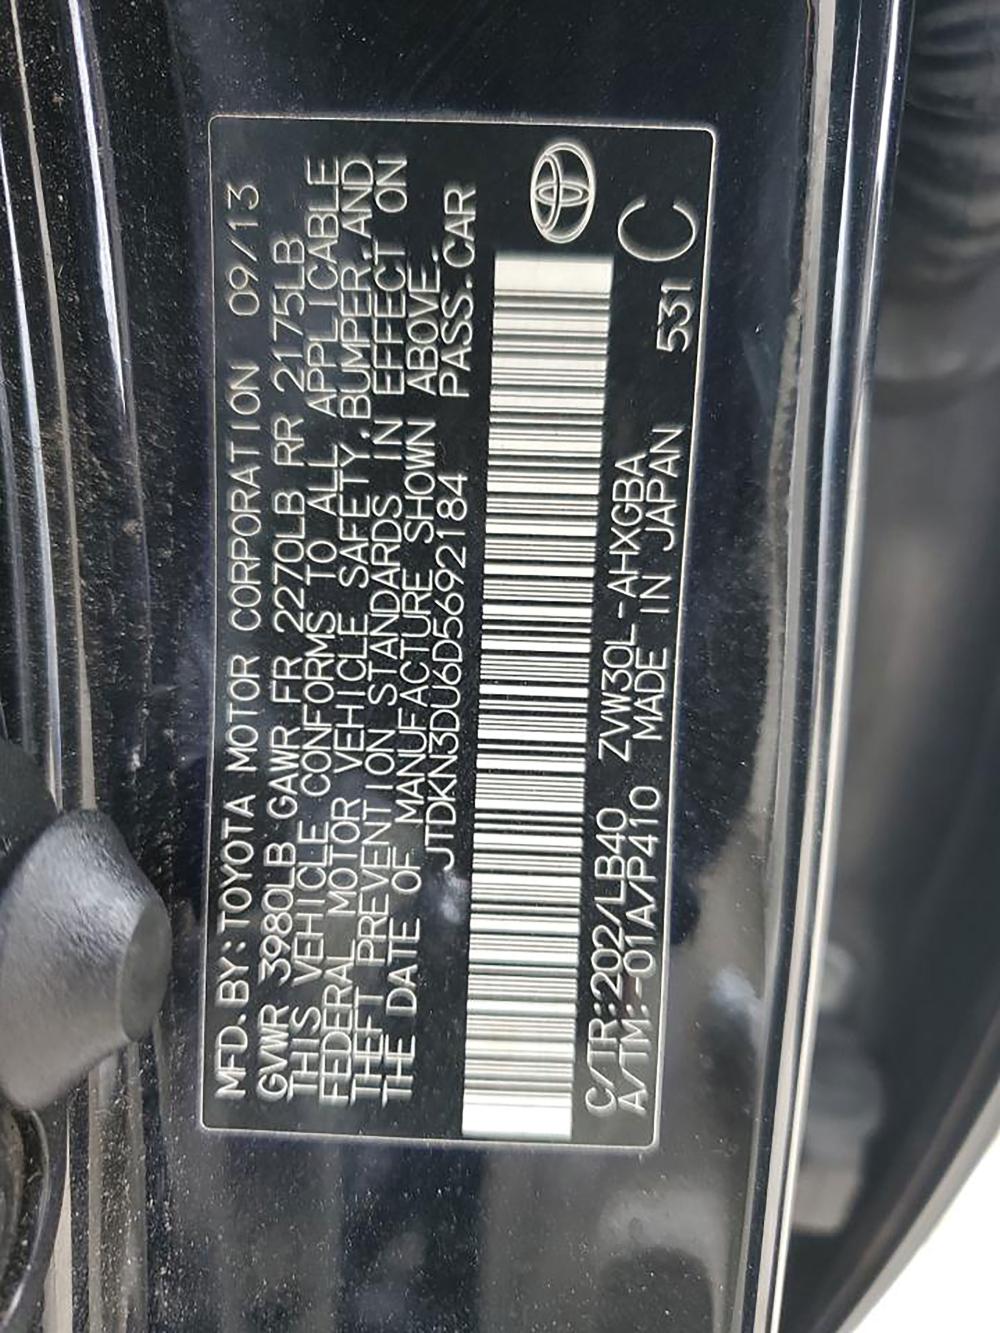 MFD. BY: TOYOTA MOTOR CORPORATION 09/13
GVWR 3980LB GAWR FR 2270LB RR 2175LB
THIS VEHICLE CONFORMS TO ALL APPLICABLE
FEDERAL MOTOR VEHICLE SAFETY, BUMPER, AND
THEFT PREVENTION STANDARDS IN EFFECT ON
THE DATE OF MANUFACTURE SHOWN ABOVE.
JTDKN3DU6D5692184 PASS. CAR
C/TR: 202/LB40 ZVW30L-AHXGBA
A/TM: -01A/P410 MADE IN JAPAN 531 C